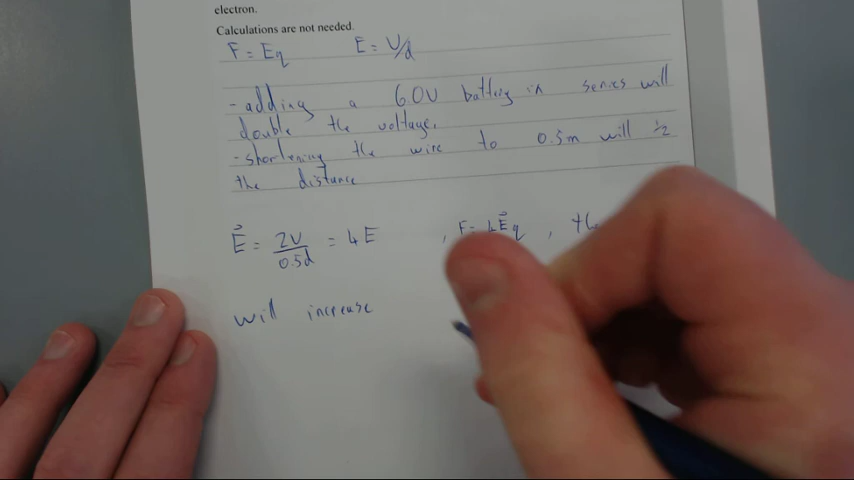 electron.
Calculations are not needed.
F = Eq E = V/d
- adding a 6.0V battery in series will
double the voltage.
- shortening the wire to 0.5m will 1/2
the distance
E⃗ = 2V/0.5d = 4E , F = 4E⃗q ,
will increase